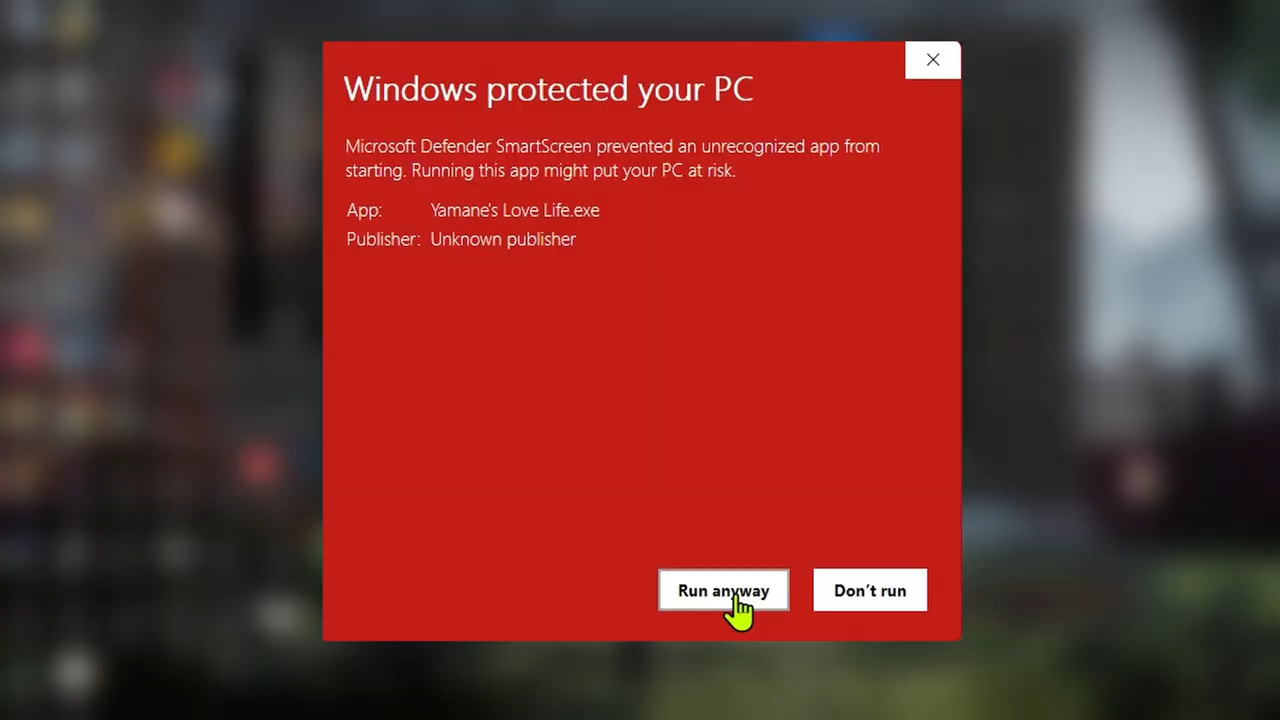 Windows protected your PC
Microsoft Defender SmartScreen prevented an unrecognized app from
starting. Running this app might put your PC at risk.
App: Yamane's Love Life.exe
Publisher: Unknown publisher
Run anyway Don’t run